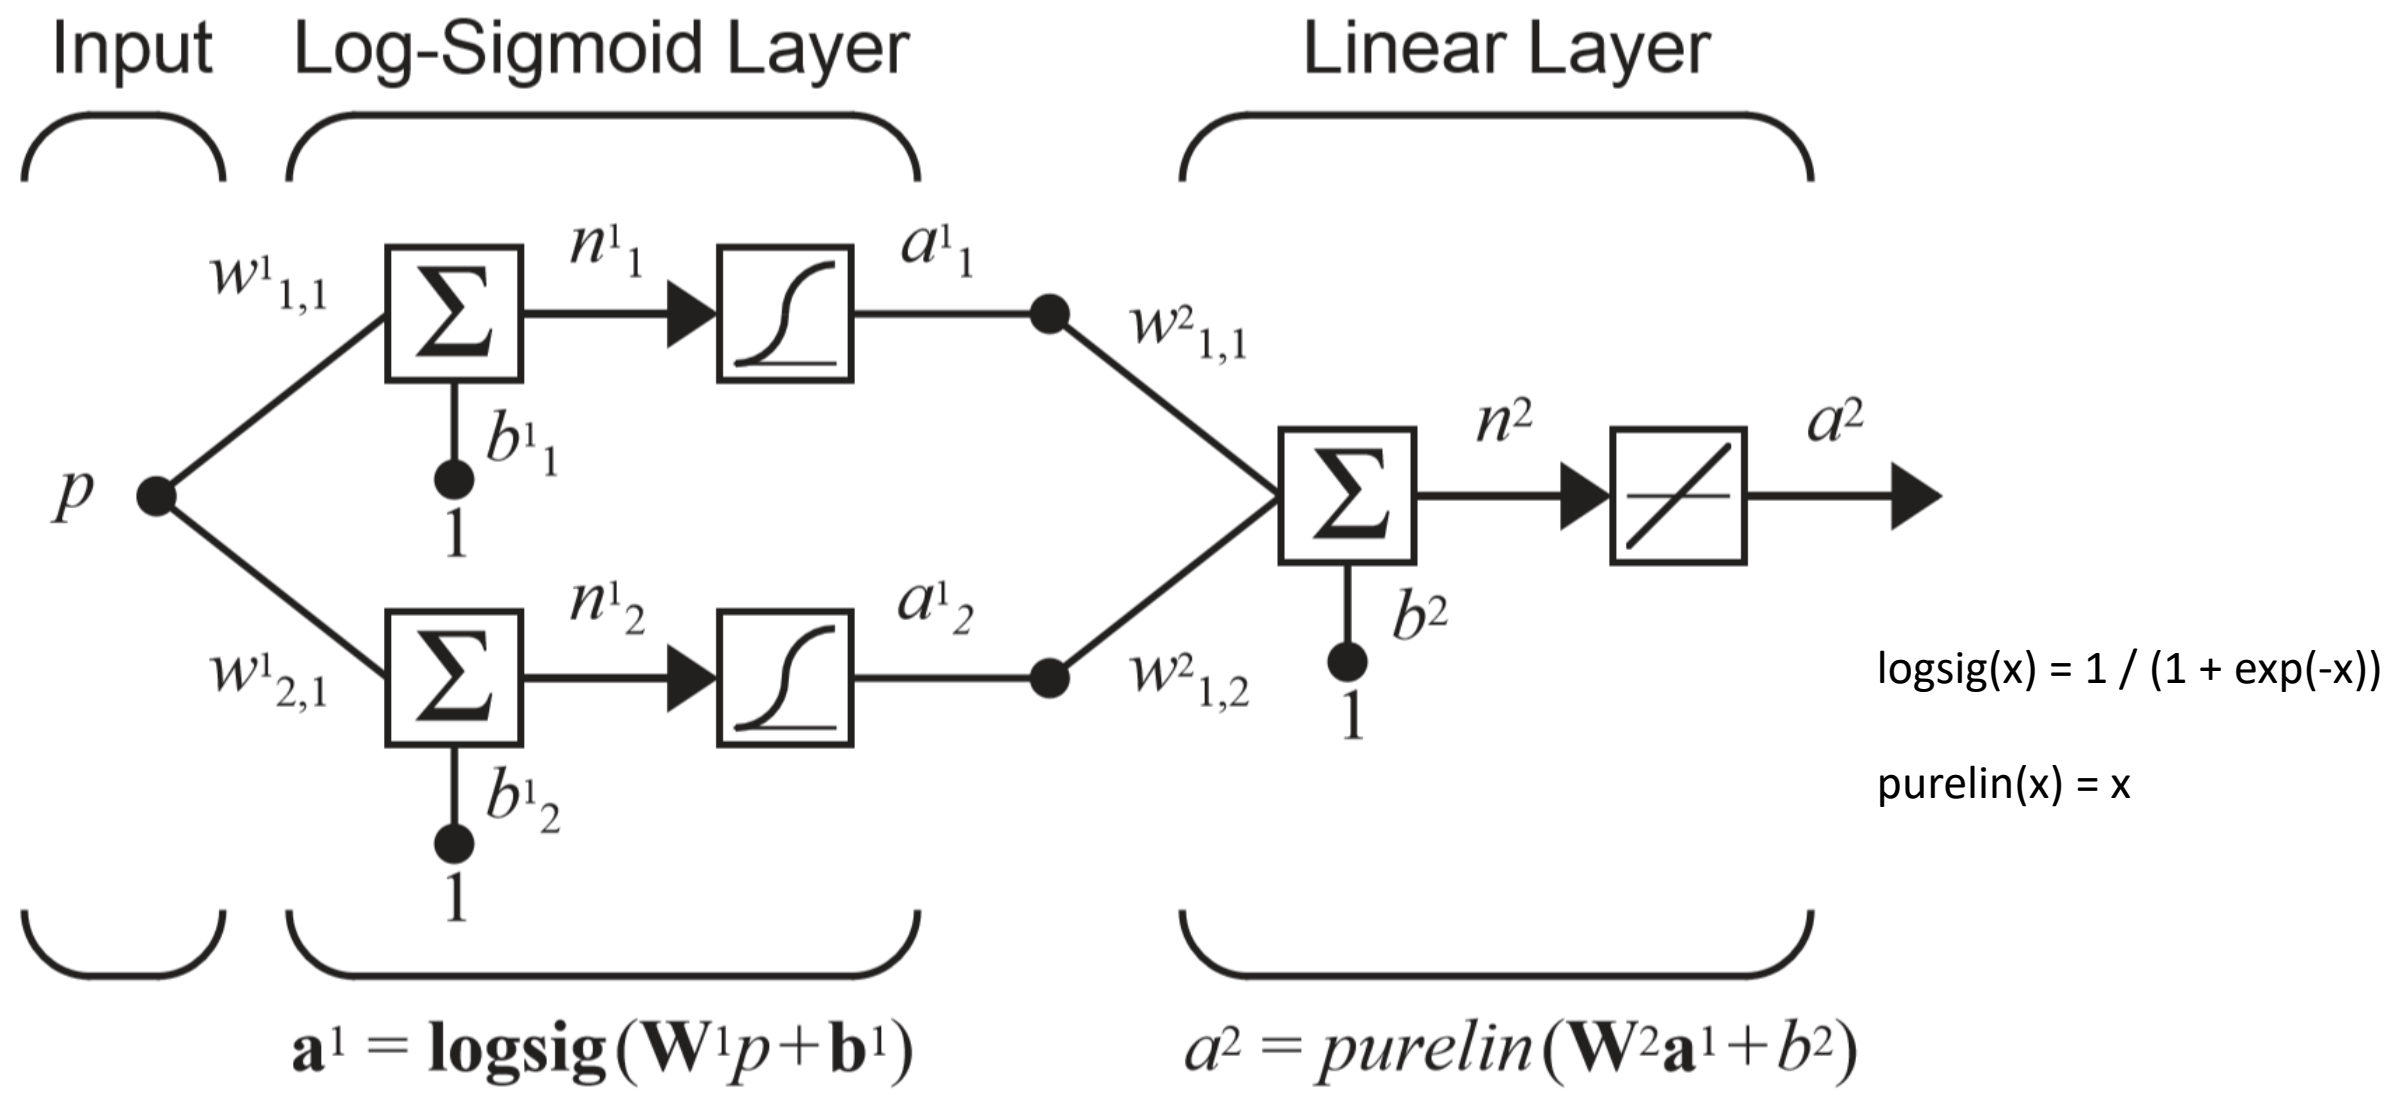 Input Log-Sigmoid Layer Linear Layer
w¹1,1 Σ n¹1 a¹1 w²1,1
b¹1
1
p
Σ n² a²
b²
1
w¹2,1 Σ n¹2 a¹2 w²1,2
b¹2
1
logsig(x) = 1 / (1 + exp(-x))
purelin(x) = x
a¹ = logsig(W¹p+b¹) a² = purelin(W²a¹+b²)